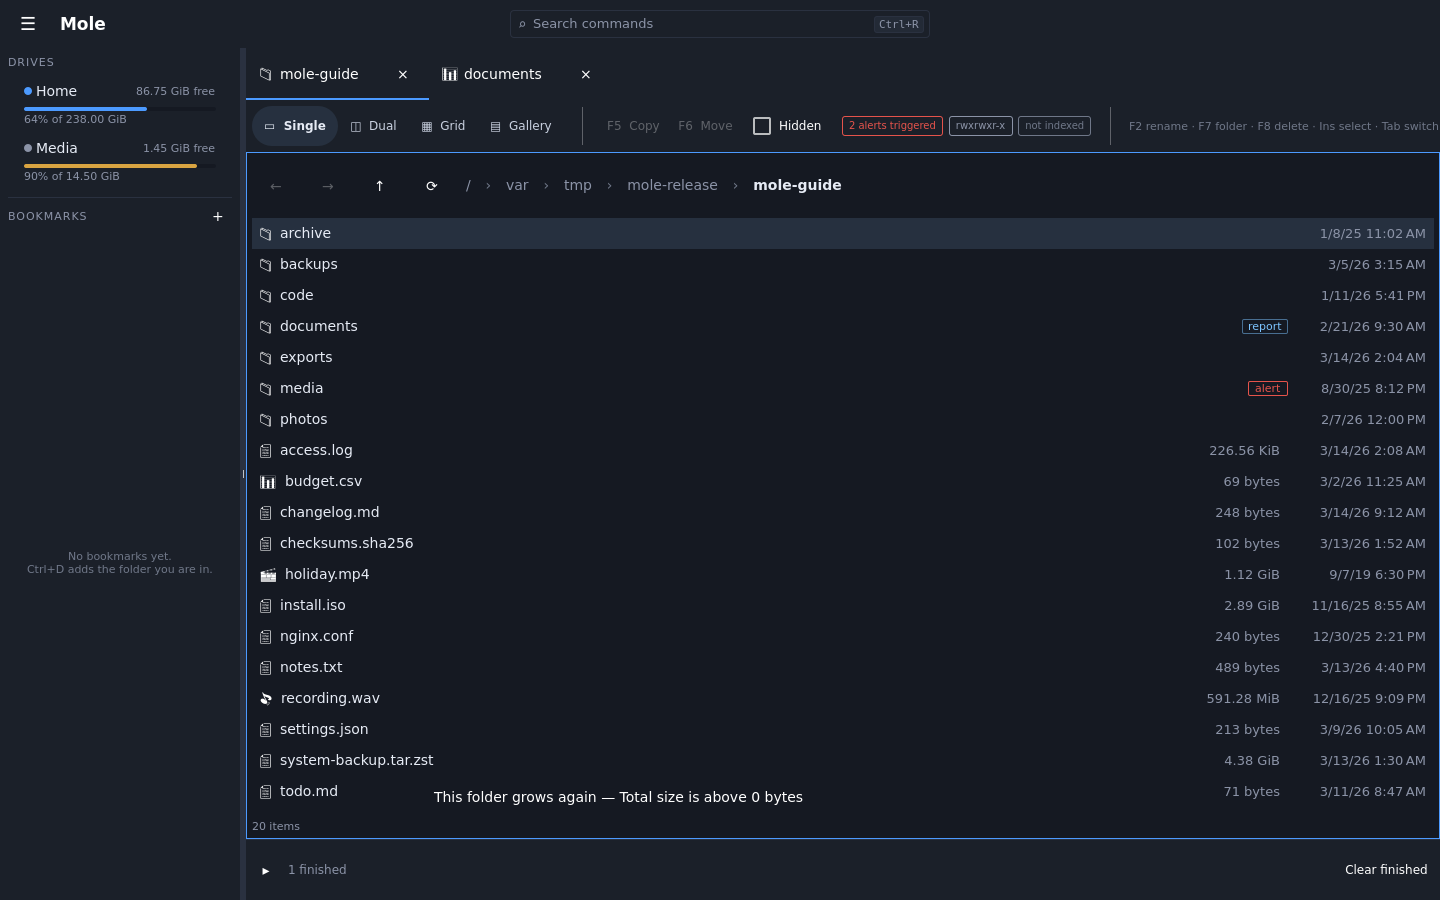 ☰ Mole
Search commands Ctrl+R
DRIVES
Home 86.75 GiB free
64% of 238.00 GiB
Media 1.45 GiB free
90% of 14.50 GiB
BOOKMARKS +
No bookmarks yet.
Ctrl+D adds the folder you are in.
mole-guide × documents ×
Single Dual Grid Gallery F5 Copy F6 Move Hidden 2 alerts triggered rwxrwxr-x not indexed F2 rename · F7 folder · F8 delete · Ins select · Tab switch
← → ↑ ⟳ / › var › tmp › mole-release › mole-guide
archive 1/8/25 11:02 AM
backups 3/5/26 3:15 AM
code 1/11/26 5:41 PM
documents report 2/21/26 9:30 AM
exports 3/14/26 2:04 AM
media alert 8/30/25 8:12 PM
photos 2/7/26 12:00 PM
access.log 226.56 KiB 3/14/26 2:08 AM
budget.csv 69 bytes 3/2/26 11:25 AM
changelog.md 248 bytes 3/14/26 9:12 AM
checksums.sha256 102 bytes 3/13/26 1:52 AM
holiday.mp4 1.12 GiB 9/7/19 6:30 PM
install.iso 2.89 GiB 11/16/25 8:55 AM
nginx.conf 240 bytes 12/30/25 2:21 PM
notes.txt 489 bytes 3/13/26 4:40 PM
recording.wav 591.28 MiB 12/16/25 9:09 PM
settings.json 213 bytes 3/9/26 10:05 AM
system-backup.tar.zst 4.38 GiB 3/13/26 1:30 AM
todo.md 71 bytes 3/11/26 8:47 AM
This folder grows again — Total size is above 0 bytes
20 items
▸ 1 finished Clear finished